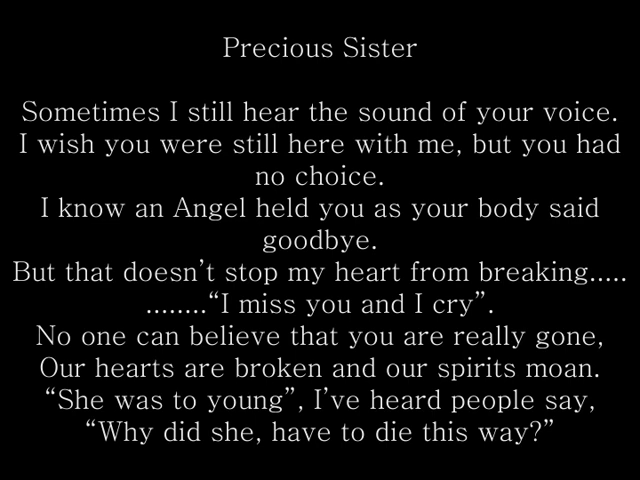 Precious Sister
Sometimes I still hear the sound of your voice.
I wish you were still here with me, but you had
no choice.
I know an Angel held you as your body said
goodbye.
But that doesn’t stop my heart from breaking.....
........“I miss you and I cry”.
No one can believe that you are really gone,
Our hearts are broken and our spirits moan.
“She was to young”, I’ve heard people say,
“Why did she, have to die this way?”